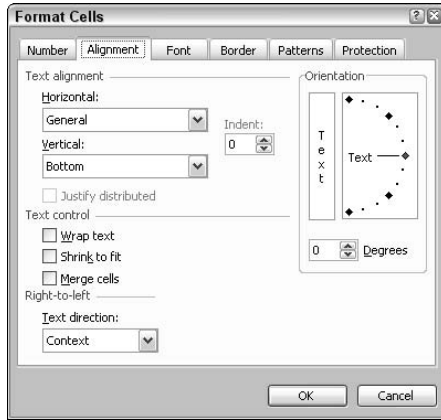 Format Cells
Number Alignment Font Border Patterns Protection
Text alignment
Horizontal:
General
Vertical:
Bottom
Indent:
0
Justify distributed
Text control
Wrap text
Shrink to fit
Merge cells
Right-to-left
Text direction:
Context
Orientation
Text
Text
0 Degrees
OK Cancel